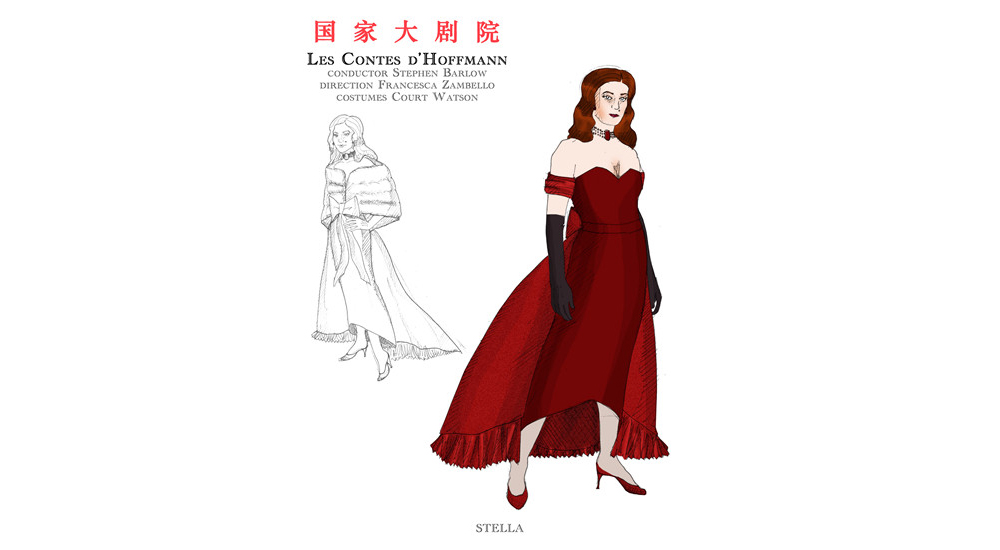 国家大剧院
Les Contes d'Hoffmann
conductor Stephen Barlow
direction Francesca Zambello
costumes Court Watson
STELLA